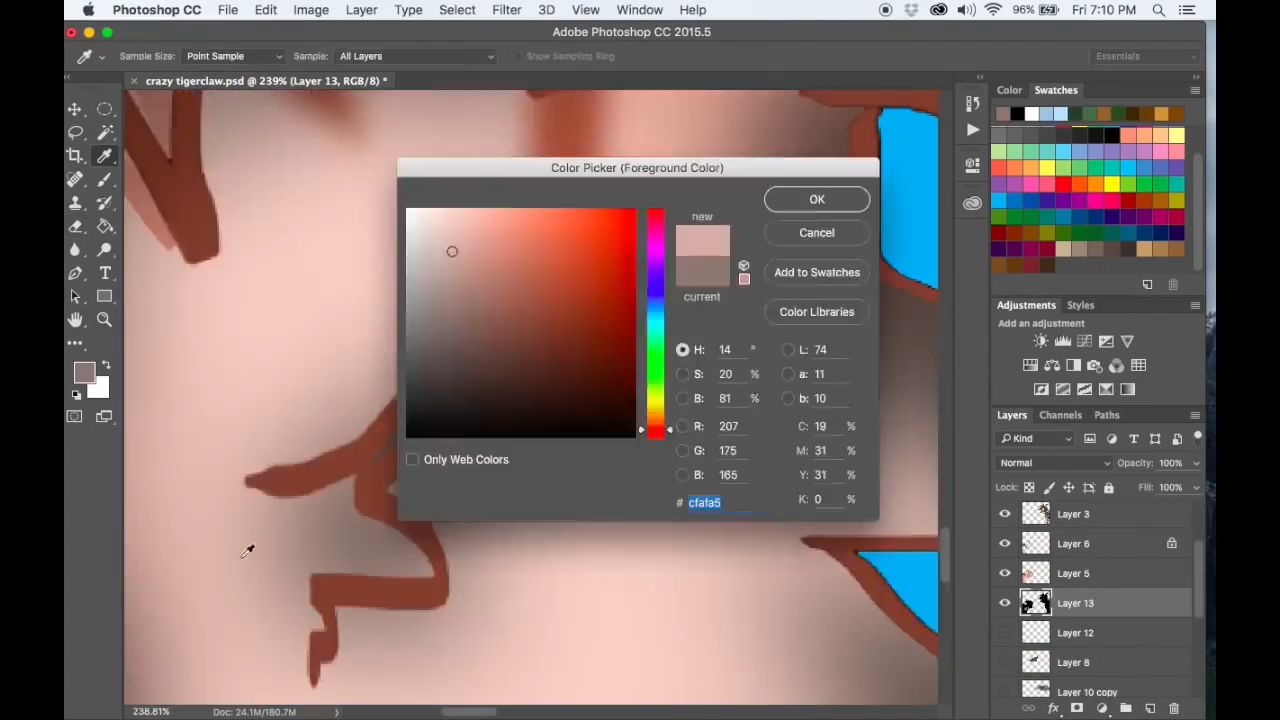 Photoshop CC File Edit Image Layer Type Select Filter 3D View Window Help 96% Fri 7:10 PM
Adobe Photoshop CC 2015.5
Sample Size: Point Sample Sample: All Layers Show Sampling Ring Essentials
crazy tigerclaw.psd @ 239% (Layer 13, RGB/8) *
Color Swatches
Color Picker (Foreground Color)
new
current
OK
Cancel
Add to Swatches
Color Libraries
H: 14 ° L: 74
S: 20 % a: 11
B: 81 % b: 10
R: 207 C: 19 %
G: 175 M: 31 %
B: 165 Y: 31 %
# cfafa5 K: 0 %
Only Web Colors
Adjustments Styles
Add an adjustment
Layers Channels Paths
Kind
Normal Opacity: 100%
Lock: Fill: 100%
Layer 3
Layer 6
Layer 5
Layer 13
Layer 12
Layer 8
Layer 10 copy
238.81% Doc: 24.1M/180.7M